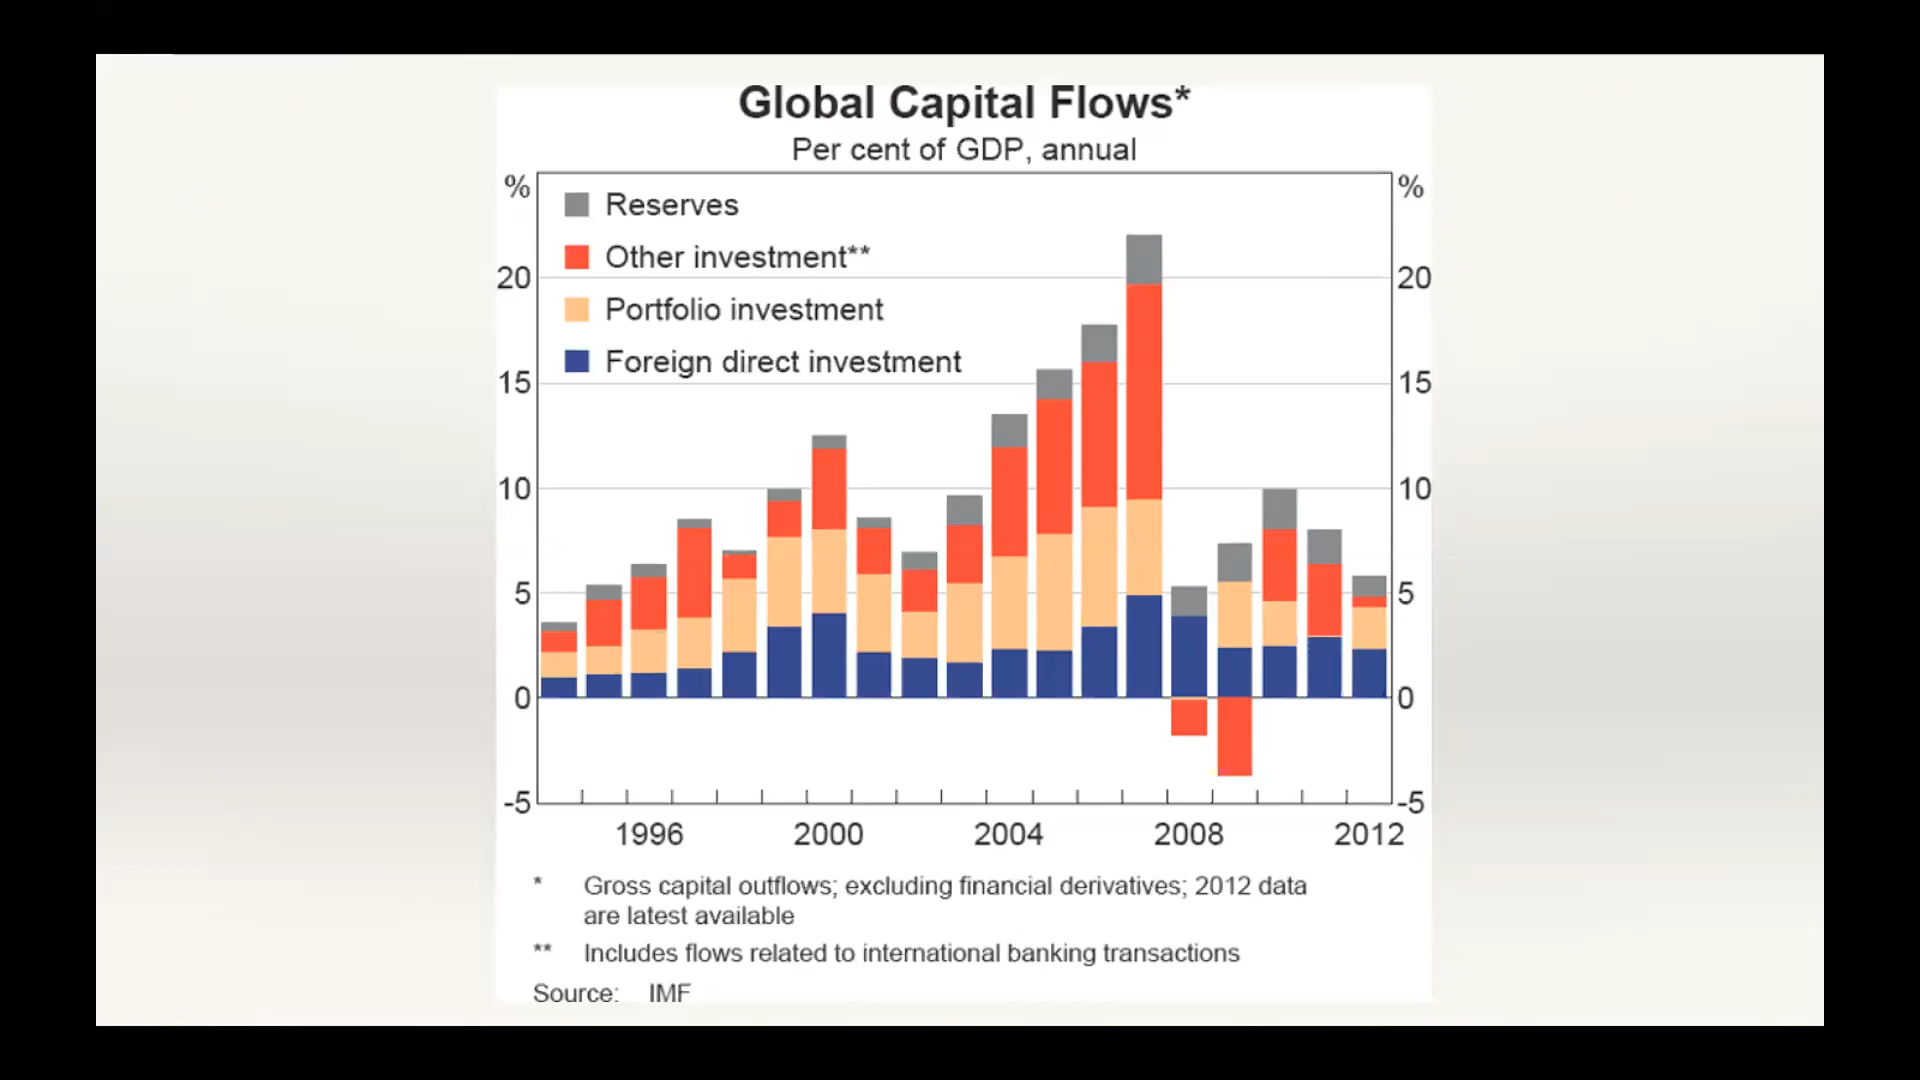 Global Capital Flows*
Per cent of GDP, annual
% %
Reserves
Other investment**
20 20
Portfolio investment
Foreign direct investment
15 15
10 10
5 5
0 0
-5 -5
1996 2000 2004 2008 2012
* Gross capital outflows; excluding financial derivatives; 2012 data
are latest available
** Includes flows related to international banking transactions
Source: IMF